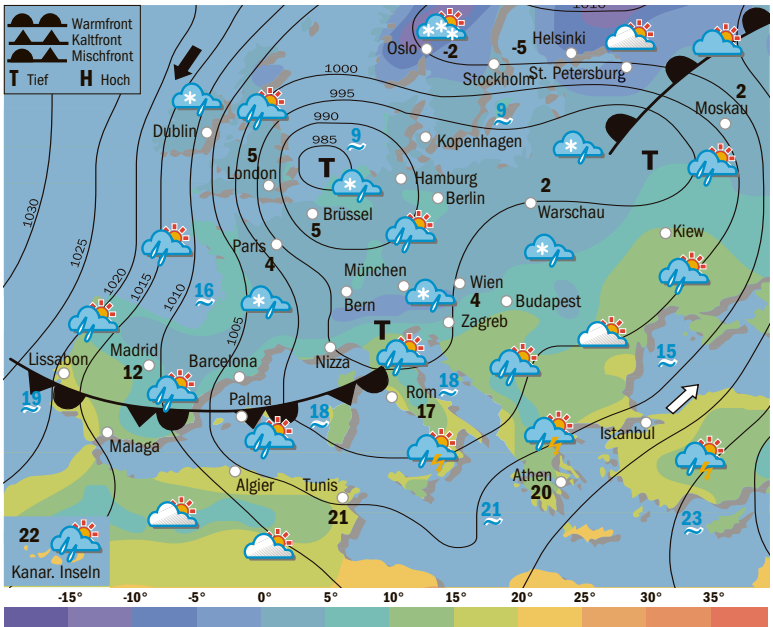 Warmfront
Kaltfront
Mischfront
T Tief H Hoch
1010
Oslo
-2
-5
Helsinki
Stockholm
St. Petersburg
1000
995
990
985
2
Moskau
Dublin
9
9
Kopenhagen
T
T
5
London
Hamburg
Berlin
2
Warschau
Brüssel
5
1030
1025
1020
1015
1010
1005
Kiew
Paris
4
München
Bern
Wien
4
Budapest
Zagreb
16
T
15
Lissabon
Madrid
12
Barcelona
Nizza
19
Palma
18
18
Rom
17
Istanbul
Malaga
Algier
Tunis
21
Athen
20
21
23
22
Kanar. Inseln
-15° -10° -5° 0° 5° 10° 15° 20° 25° 30° 35°